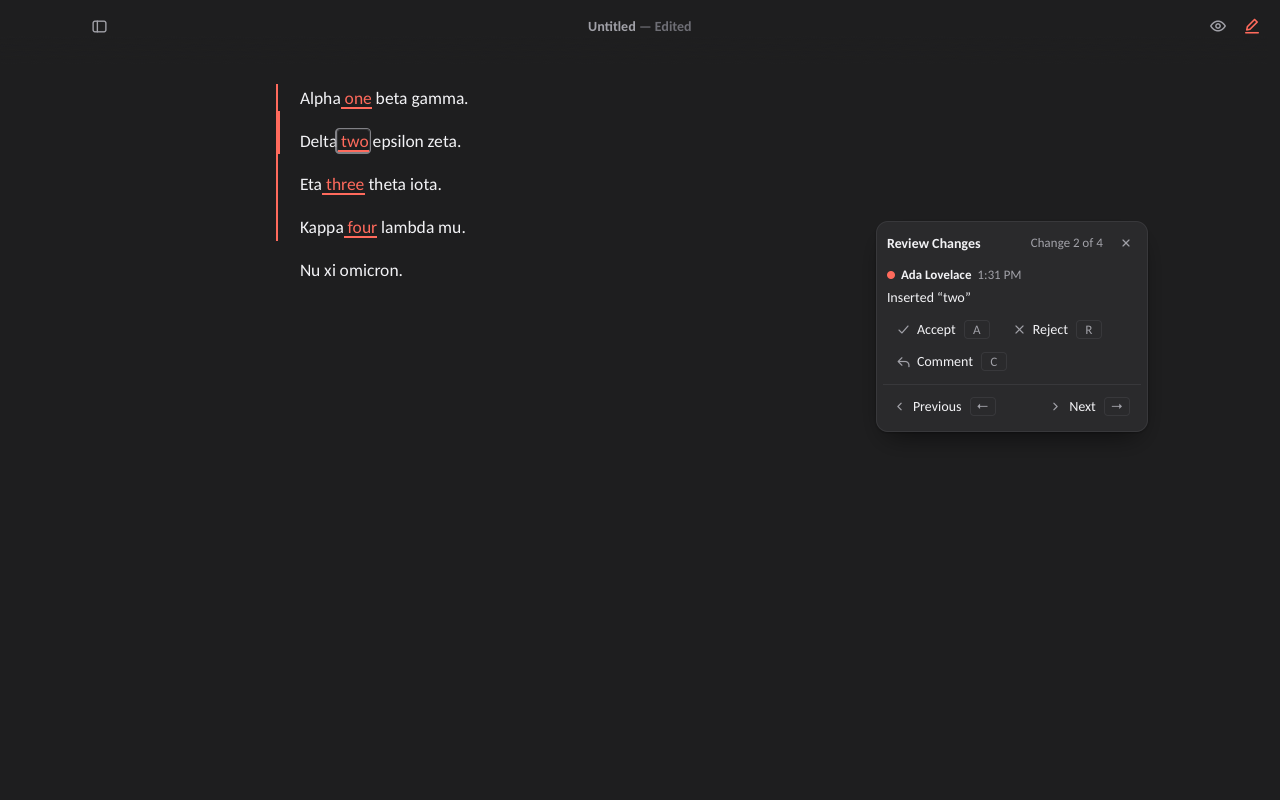 Untitled — Edited
Alpha one beta gamma.
Delta two epsilon zeta.
Eta three theta iota.
Kappa four lambda mu.
Nu xi omicron.
Review Changes Change 2 of 4
Ada Lovelace 1:31 PM
Inserted “two”
Accept A Reject R
Comment C
Previous ← Next →